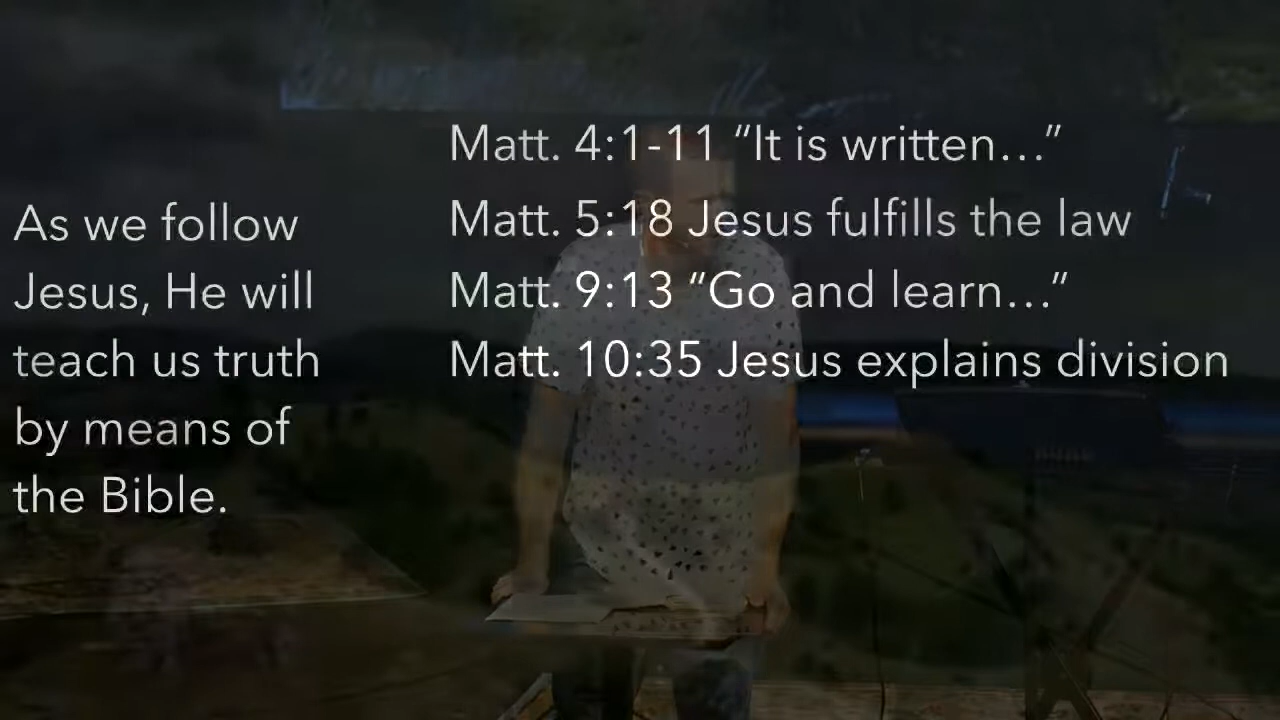 As we follow
Jesus, He will
teach us truth
by means of
the Bible.
Matt. 4:1-11 “It is written…”
Matt. 5:18 Jesus fulfills the law
Matt. 9:13 “Go and learn…”
Matt. 10:35 Jesus explains division